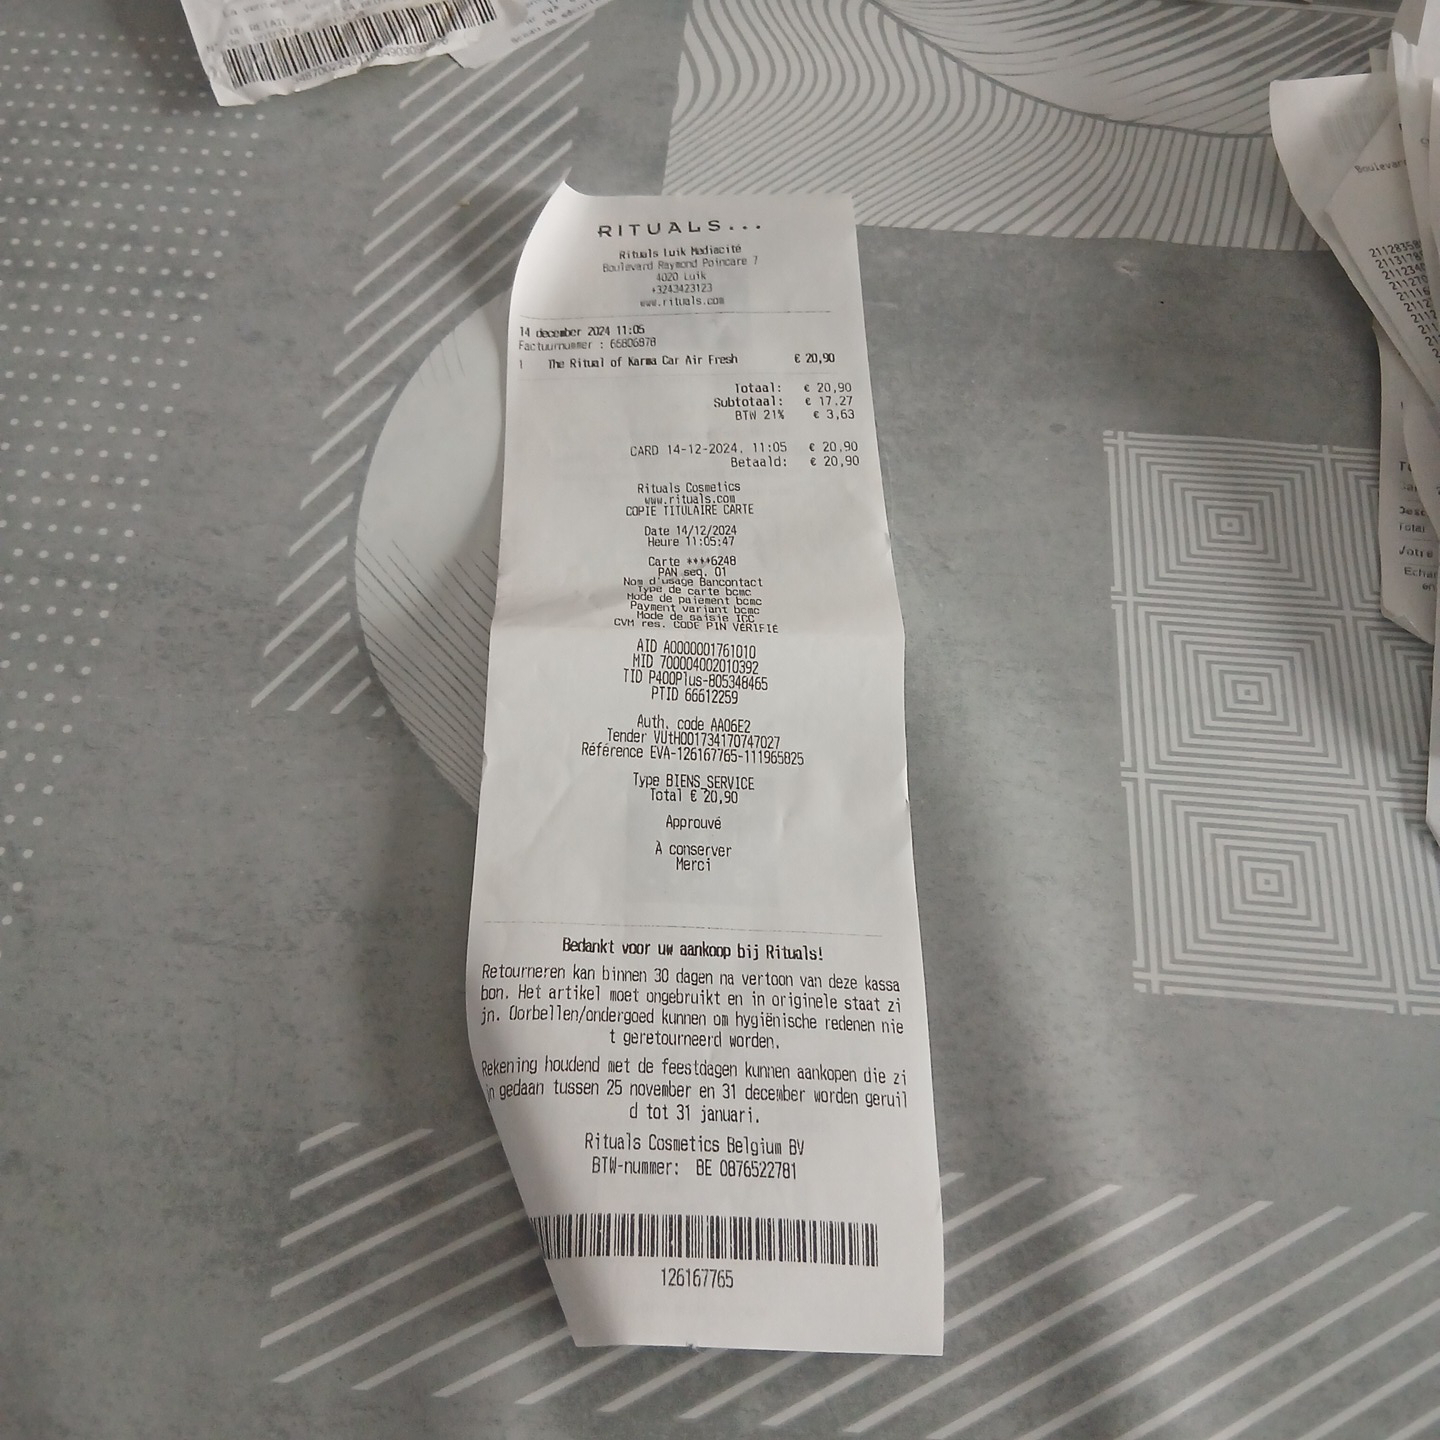 RITUALS...
Rituals Luik Mediacité
Boulevard Raymond Poincare 7
4020 Luik
+3243423123
www.rituals.com
14 december 2024 11:05
Factuurnummer : 66806878
1 The Ritual of Karma Car Air Fresh € 20,90
Totaal: € 20,90
Subtotaal: € 17.27
BTW 21% € 3,63
CARD 14-12-2024, 11:05 € 20,90
Betaald: € 20,90
Rituals Cosmetics
www.rituals.com
COPIE TITULAIRE CARTE
Date 14/12/2024
Heure 11:05:47
Carte ****6248
PAN seq. 01
Nom d'usage Bancontact
Type de carte bcmc
Mode de paiement bcmc
Payment variant bcmc
Mode de saisie ICC
CVM res. CODE PIN VERIFIE
AID A0000001761010
MID 700004002010392
TID P400Plus-805348465
PTID 66612259
Auth. code AA06E2
Tender VUtH001734170747027
Référence EVA-126167765-111965825
Type BIENS_SERVICE
Total € 20,90
Approuvé
À conserver
Merci
Bedankt voor uw aankoop bij Rituals!
Retourneren kan binnen 30 dagen na vertoon van deze kassa
bon. Het artikel moet ongebruikt en in originele staat zi
jn. Oorbellen/ondergoed kunnen om hygiënische redenen nie
t geretourneerd worden.
Rekening houdend met de feestdagen kunnen aankopen die zi
jn gedaan tussen 25 november en 31 december worden geruil
d tot 31 januari.
Rituals Cosmetics Belgium BV
BTW-nummer: BE 0876522781
126167765
Boulevar
Total
Votre